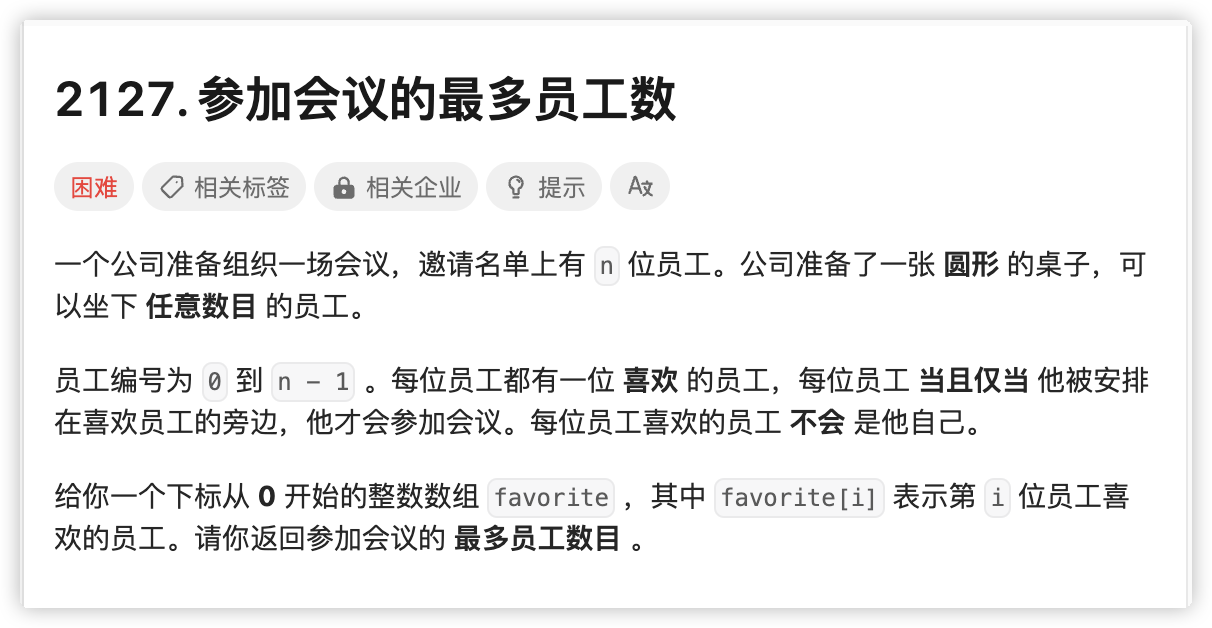 2127. 参加会议的最多员工数
困难 相关标签 相关企业 提示 A文
一个公司准备组织一场会议，邀请名单上有 n 位员工。公司准备了一张 圆形 的桌子，可
以坐下 任意数目 的员工。
员工编号为 0 到 n - 1 。每位员工都有一位 喜欢 的员工，每位员工 当且仅当 他被安排
在喜欢员工的旁边，他才会参加会议。每位员工喜欢的员工 不会 是他自己。
给你一个下标从 0 开始的整数数组 favorite ，其中 favorite[i] 表示第 i 位员工喜
欢的员工。请你返回参加会议的 最多员工数目 。